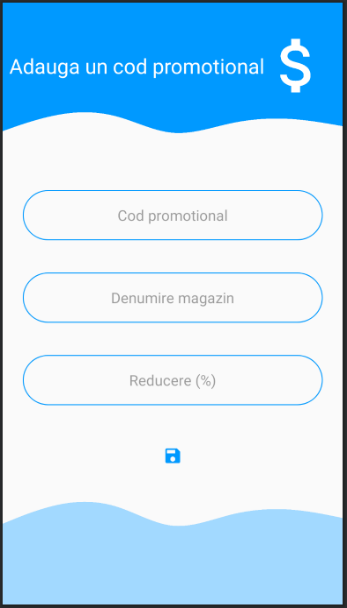 Adauga un cod promotional $
Cod promotional
Denumire magazin
Reducere (%)